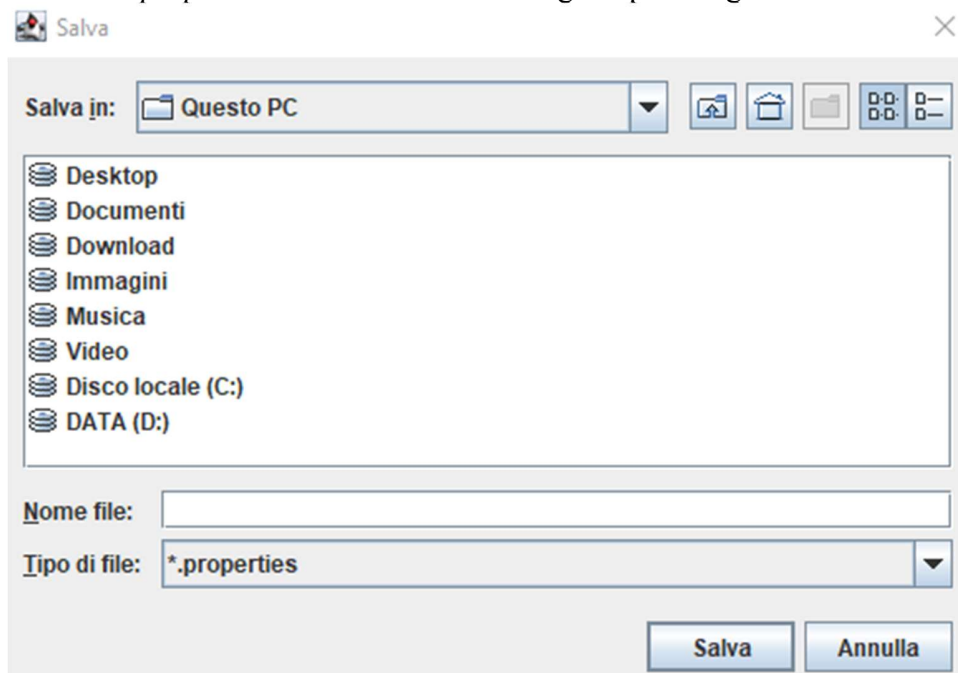 Salva
Salva in: Questo PC
Desktop
Documenti
Download
Immagini
Musica
Video
Disco locale (C:)
DATA (D:)
Nome file:
Tipo di file: *.properties
Salva Annulla